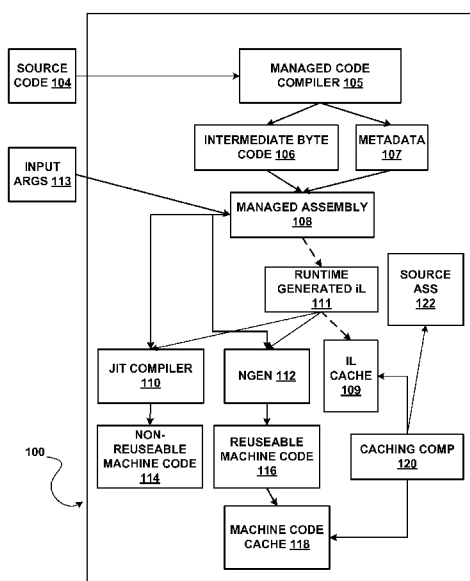 SOURCE
CODE 104
MANAGED CODE
COMPILER 105
INTERMEDIATE BYTE
CODE 106
METADATA
107
INPUT
ARGS 113
MANAGED ASSEMBLY
108
RUNTIME
GENERATED iL
111
SOURCE
ASS
122
JIT COMPILER
110
NGEN 112
IL
CACHE
109
NON-
REUSEABLE
MACHINE CODE
114
REUSEABLE
MACHINE CODE
116
CACHING COMP
120
100
MACHINE CODE
CACHE 118